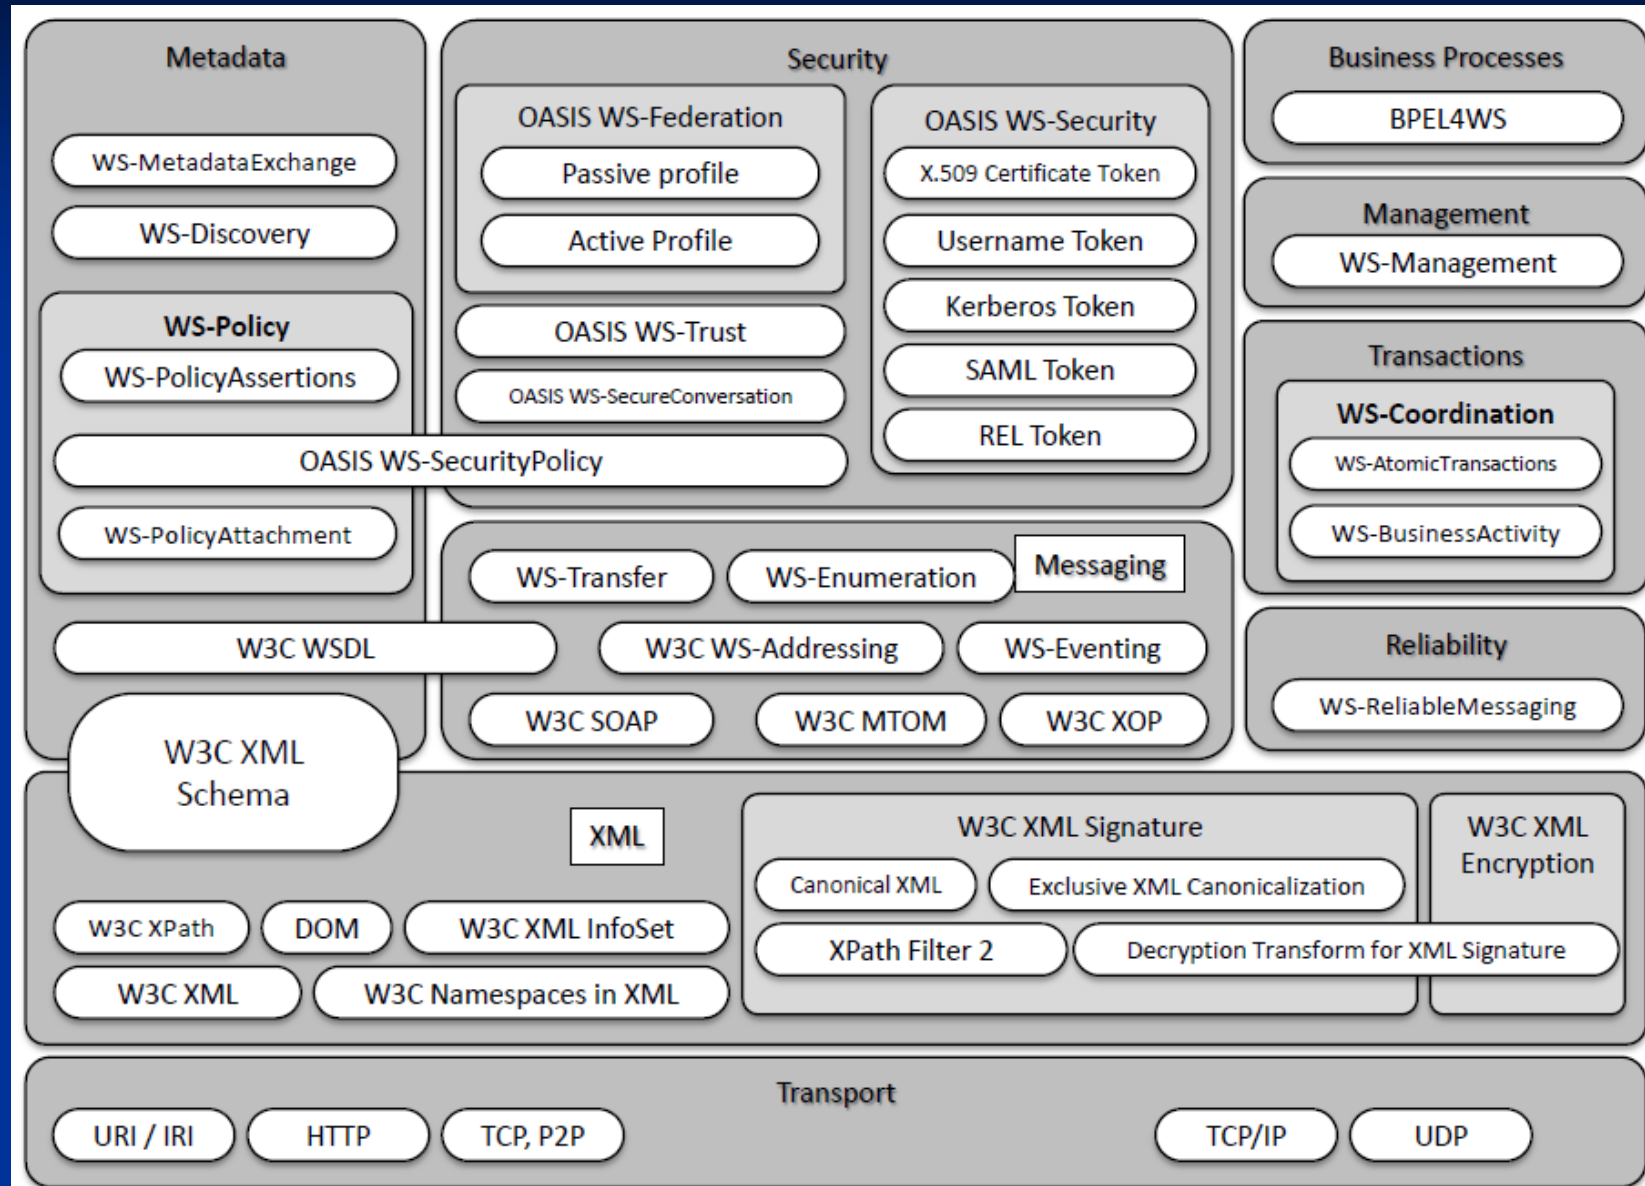 Metadata
WS-MetadataExchange
WS-Discovery
WS-Policy
WS-PolicyAssertions
OASIS WS-SecurityPolicy
WS-PolicyAttachment
W3C WSDL
W3C XML
Schema
Security
OASIS WS-Federation
Passive profile
Active Profile
OASIS WS-Trust
OASIS WS-SecureConversation
OASIS WS-Security
X.509 Certificate Token
Username Token
Kerberos Token
SAML Token
REL Token
Messaging
WS-Transfer
WS-Enumeration
W3C WS-Addressing
WS-Eventing
W3C SOAP
W3C MTOM
W3C XOP
Business Processes
BPEL4WS
Management
WS-Management
Transactions
WS-Coordination
WS-AtomicTransactions
WS-BusinessActivity
Reliability
WS-ReliableMessaging
XML
W3C XPath
DOM
W3C XML InfoSet
W3C XML
W3C Namespaces in XML
W3C XML Signature
Canonical XML
Exclusive XML Canonicalization
XPath Filter 2
Decryption Transform for XML Signature
W3C XML
Encryption
Transport
URI / IRI
HTTP
TCP, P2P
TCP/IP
UDP